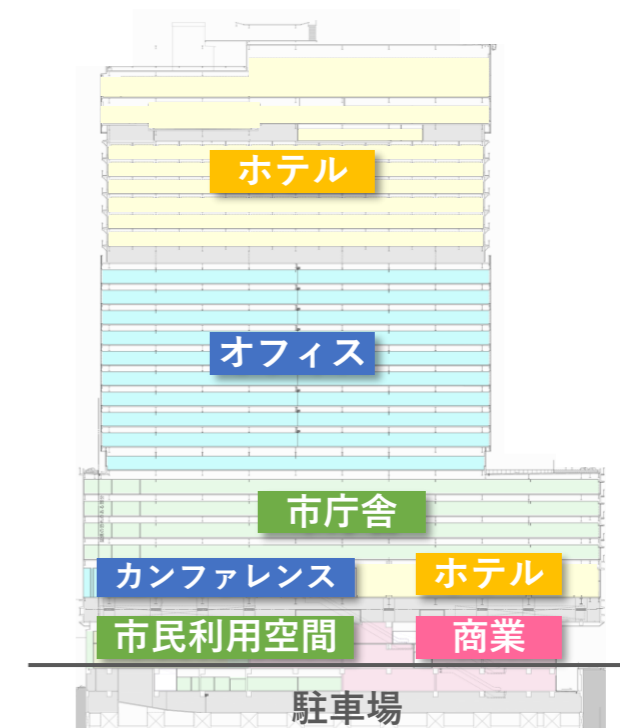 ホテル
オフィス
市庁舎
カンファレンス
ホテル
市民利用空間
商業
駐車場